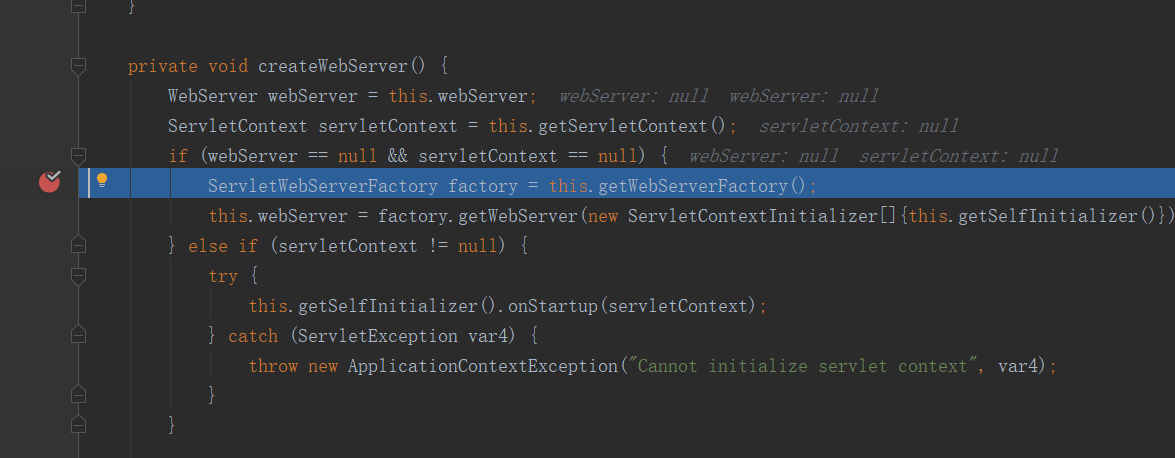 }
private void createWebServer() {
WebServer webServer = this.webServer; webServer: null webServer: null
ServletContext servletContext = this.getServletContext(); servletContext: null
if (webServer == null && servletContext == null) { webServer: null servletContext: null
ServletWebServerFactory factory = this.getWebServerFactory();
this.webServer = factory.getWebServer(new ServletContextInitializer[]{this.getSelfInitializer()})
} else if (servletContext != null) {
try {
this.getSelfInitializer().onStartup(servletContext);
} catch (ServletException var4) {
throw new ApplicationContextException("Cannot initialize servlet context", var4);
}
}